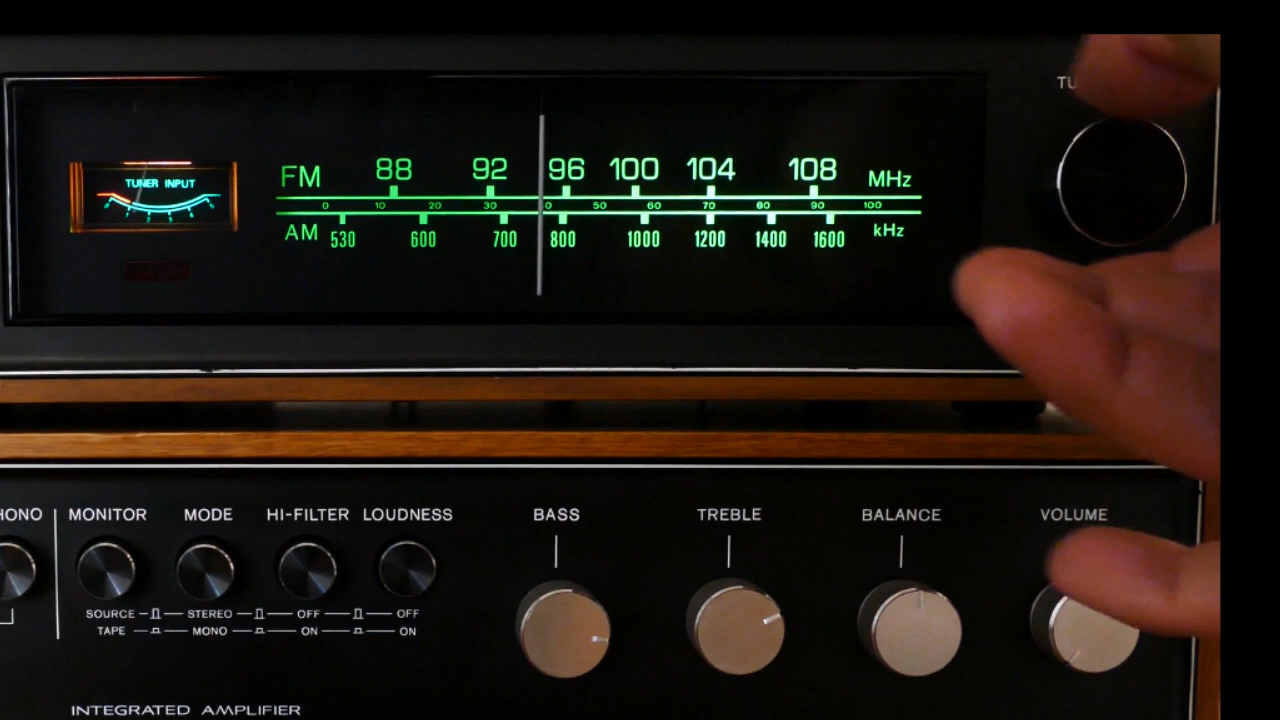 TU
TUNER INPUT
FM 88 92 96 100 104 108 MHz
0 10 20 30 0 50 60 70 80 90 100
AM 530 600 700 800 1000 1200 1400 1600 kHz
HONO MONITOR MODE HI-FILTER LOUDNESS BASS TREBLE BALANCE VOLUME
SOURCE STEREO OFF OFF
TAPE MONO ON ON
INTEGRATED AMPLIFIER